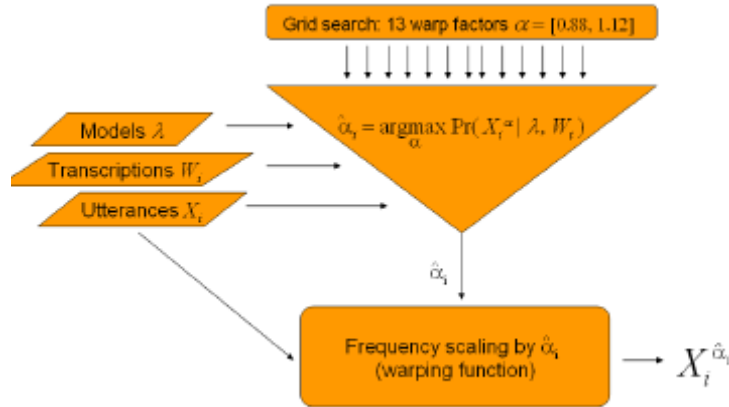 Grid search: 13 warp factors α = [0.88, 1.12]
Models λ
Transcriptions Wᵢ
Utterances Xᵢ
α̂ᵢ = argmax Pr(Xᵢ^α | λ, Wᵢ)
α
α̂ᵢ
Frequency scaling by α̂ᵢ
(warping function)
Xᵢ^α̂ᵢ